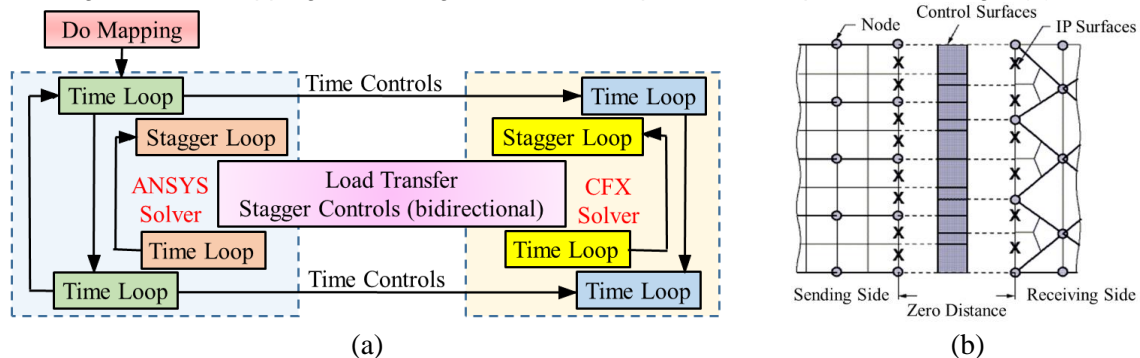 Do Mapping
Time Loop
Time Controls
Time Loop
Stagger Loop
Stagger Loop
ANSYS
Solver
Load Transfer
Stagger Controls (bidirectional)
CFX
Solver
Time Loop
Time Loop
Time Loop
Time Controls
Time Loop
(a)
Control Surfaces
Node
IP Surfaces
X
X
X
X
X
X
X
X
X
X
X
X
X
X
Sending Side
Receiving Side
Zero Distance
(b)